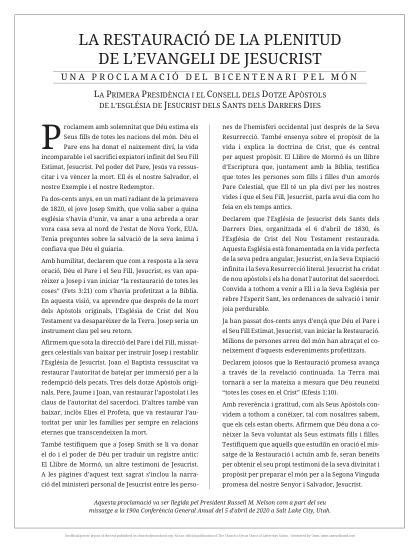 LA RESTAURACIÓ DE LA PLENITUD
DE L’EVANGELI DE JESUCRIST
UNA PROCLAMACIÓ DEL BICENTENARI PEL MÓN
La Primera Presidència i el Consell dels Dotze Apòstols
de l’església de Jesucrist dels Sants dels Darrers Dies
Proclamem amb solemnitat que Déu estima els
Seus fills de totes les nacions del món. Déu el
Pare ens ha donat el naixement diví, la vida
incomparable i el sacrifici expiatori infinit del Seu Fill
Estimat, Jesucrist. Pel poder del Pare, Jesús va ressus-
citar i va vèncer la mort. Ell és el nostre Salvador, el
nostre Exemple i el nostre Redemptor.
Fa dos-cents anys, en un matí radiant de la primavera
de 1820, el jove Joseph Smith, que volia saber a quina
església s’havia d’unir, va anar a una arbreda a orar
vora casa seva al nord de l’estat de Nova York, EUA.
Tenia preguntes sobre la salvació de la seva ànima i
confiava que Déu el guiaria.
Amb humilitat, declarem que com a resposta a la seva
oració, Déu el Pare i el Seu Fill, Jesucrist, es van apa-
rèixer a Josep i van iniciar “la restauració de totes les
coses” (Fets 3:21) com s’havia profetitzat a la Bíblia.
En aquesta visió, va aprendre que després de la mort
dels Apòstols originals, l’Església de Crist del Nou
Testament va desaparèixer de la Terra. Josep seria un
instrument clau pel seu retorn.
Afirmem que sota la direcció del Pare i del Fill, missat-
gers celestials van baixar per instruir Josep i restablir
l’Església de Jesucrist. Joan el Baptista ressuscitat va
restaurar l’autoritat de batejar per immersió per a la
redempció dels pecats. Tres dels dotze Apòstols origi-
nals, Pere, Jaume i Joan, van restaurar l’apostolat i les
claus de l’autoritat del sacerdoci. D’altres també van
baixar, inclòs Elies el Profeta, que va restaurar l’au-
toritat per unir les famílies per sempre en relacions
eternes que transcendeixen la mort.
També testifiquem que a Josep Smith se li va donar
el do i el poder de Déu per traduir un registre antic:
El Llibre de Mormó, un altre testimoni de Jesucrist.
A les pàgines d’aquest text sagrat s’inclou la narra-
ció del ministeri personal de Jesucrist entre les perso-
nes de l’hemisferi occidental just després de la Seva
Resurrecció. També ensenya sobre el propòsit de la
vida i explica la doctrina de Crist, que és central
per aquest propòsit. El Llibre de Mormó és un llibre
d’Escriptura que, juntament amb la Bíblia, testifica
que totes les persones som fills i filles d’un amorós
Pare Celestial, que Ell té un pla diví per les nostres
vides i que el Seu Fill, Jesucrist, parla avui dia com ho
feia en els temps antics.
Declarem que l’Església de Jesucrist dels Sants dels
Darrers Dies, organitzada el 6 d’abril de 1830, és
l’Església de Crist del Nou Testament restaurada.
Aquesta Església està fonamentada en la vida perfecta
de la seva pedra angular, Jesucrist, en la Seva Expiació
infinita i la Seva Resurrecció literal. Jesucrist ha cridat
de nou apòstols i els ha donat l’autoritat del sacerdoci.
Convida a tothom a venir a Ell i a la Seva Església per
rebre l’Esperit Sant, les ordenances de salvació i tenir
joia perdurable.
Ja han passat dos-cents anys d’ençà que Déu el Pare i
el Seu Fill Estimat, Jesucrist, van iniciar la Restauració.
Milions de persones arreu del món han abraçat el co-
neixement d’aquests esdeveniments profetitzats.
Declarem joiosos que la Restauració promesa avança
a través de la revelació continuada. La Terra mai
tornarà a ser la mateixa a mesura que Déu reuneixi
“totes les coses en el Crist” (Efesis 1:10).
Amb reverència i gratitud, com als Seus Apòstols con-
videm a tothom a conèixer, tal com nosaltres sabem,
que els cels estan oberts. Afirmem que Déu dona a co-
nèixer la Seva voluntat als Seus estimats fills i filles.
Testifiquem que aquells que estudiïn en oració el mis-
satge de la Restauració i actuïn amb fe, seran beneïts
per obtenir el seu propi testimoni de la seva divinitat i
propòsit per preparar el món per a la Segona Vinguda
promesa del nostre Senyor i Salvador, Jesucrist.
Aquesta proclamació va ser llegida pel President Russell M. Nelson com a part del seu
missatge a la 190a Conferència General Anual del 5 d’abril de 2020 a Salt Lake City, Utah.